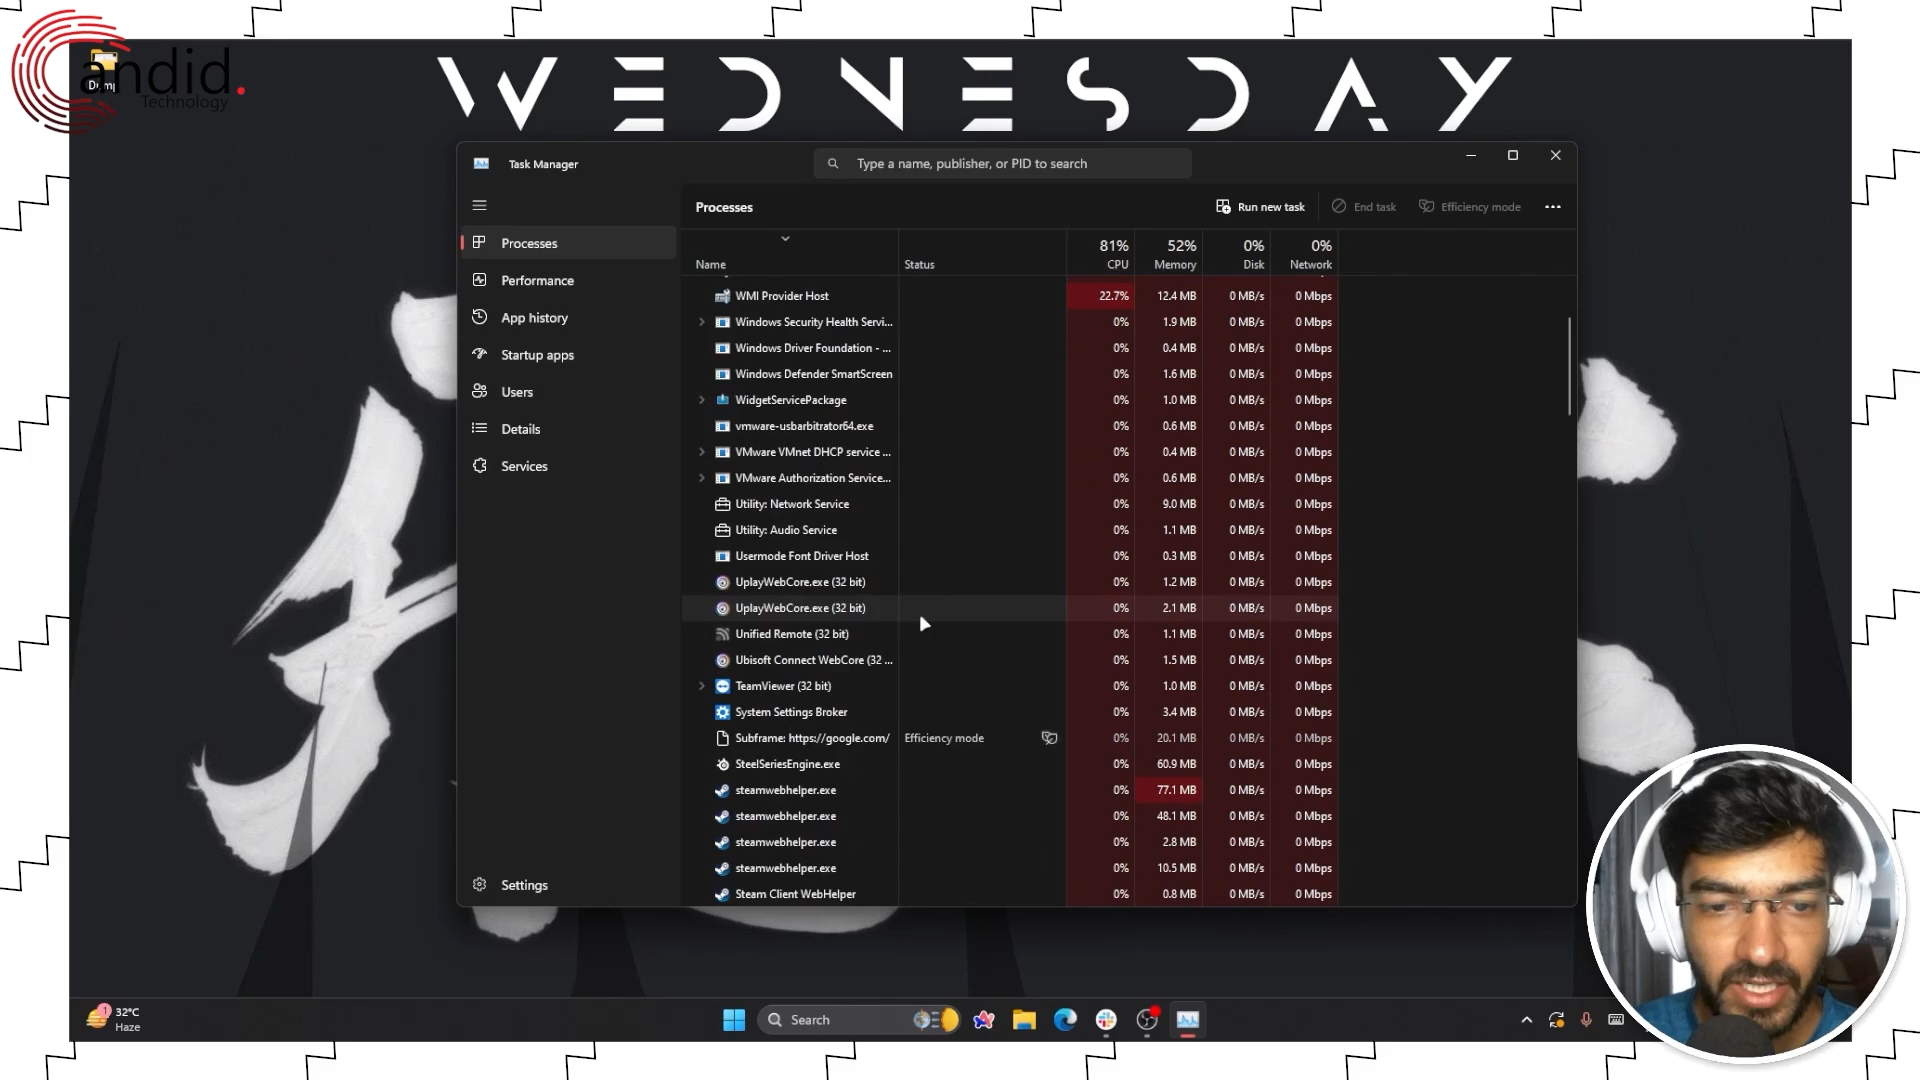 andid.
Technology
WEDNESDAY
Task Manager
Type a name, publisher, or PID to search
Processes
Run new task
End task
Efficiency mode
Processes
Performance
App history
Startup apps
Users
Details
Services
Settings
81% 52% 0% 0%
Name Status CPU Memory Disk Network
WMI Provider Host 22.7% 12.4 MB 0 MB/s 0 Mbps
Windows Security Health Servi... 0% 1.9 MB 0 MB/s 0 Mbps
Windows Driver Foundation - ... 0% 0.4 MB 0 MB/s 0 Mbps
Windows Defender SmartScreen 0% 1.6 MB 0 MB/s 0 Mbps
WidgetServicePackage 0% 1.0 MB 0 MB/s 0 Mbps
vmware-usbarbitrator64.exe 0% 0.6 MB 0 MB/s 0 Mbps
VMware VMnet DHCP service ... 0% 0.4 MB 0 MB/s 0 Mbps
VMware Authorization Service... 0% 0.6 MB 0 MB/s 0 Mbps
Utility: Network Service 0% 9.0 MB 0 MB/s 0 Mbps
Utility: Audio Service 0% 1.1 MB 0 MB/s 0 Mbps
Usermode Font Driver Host 0% 0.3 MB 0 MB/s 0 Mbps
UplayWebCore.exe (32 bit) 0% 1.2 MB 0 MB/s 0 Mbps
UplayWebCore.exe (32 bit) 0% 2.1 MB 0 MB/s 0 Mbps
Unified Remote (32 bit) 0% 1.1 MB 0 MB/s 0 Mbps
Ubisoft Connect WebCore (32 ... 0% 1.5 MB 0 MB/s 0 Mbps
TeamViewer (32 bit) 0% 1.0 MB 0 MB/s 0 Mbps
System Settings Broker 0% 3.4 MB 0 MB/s 0 Mbps
Subframe: https://google.com/ Efficiency mode 0% 20.1 MB 0 MB/s 0 Mbps
SteelSeriesEngine.exe 0% 60.9 MB 0 MB/s 0 Mbps
steamwebhelper.exe 0% 77.1 MB 0 MB/s 0 Mbps
steamwebhelper.exe 0% 48.1 MB 0 MB/s 0 Mbps
steamwebhelper.exe 0% 2.8 MB 0 MB/s 0 Mbps
steamwebhelper.exe 0% 10.5 MB 0 MB/s 0 Mbps
Steam Client WebHelper 0% 0.8 MB 0 MB/s 0 Mbps
1
32°C
Haze
Search